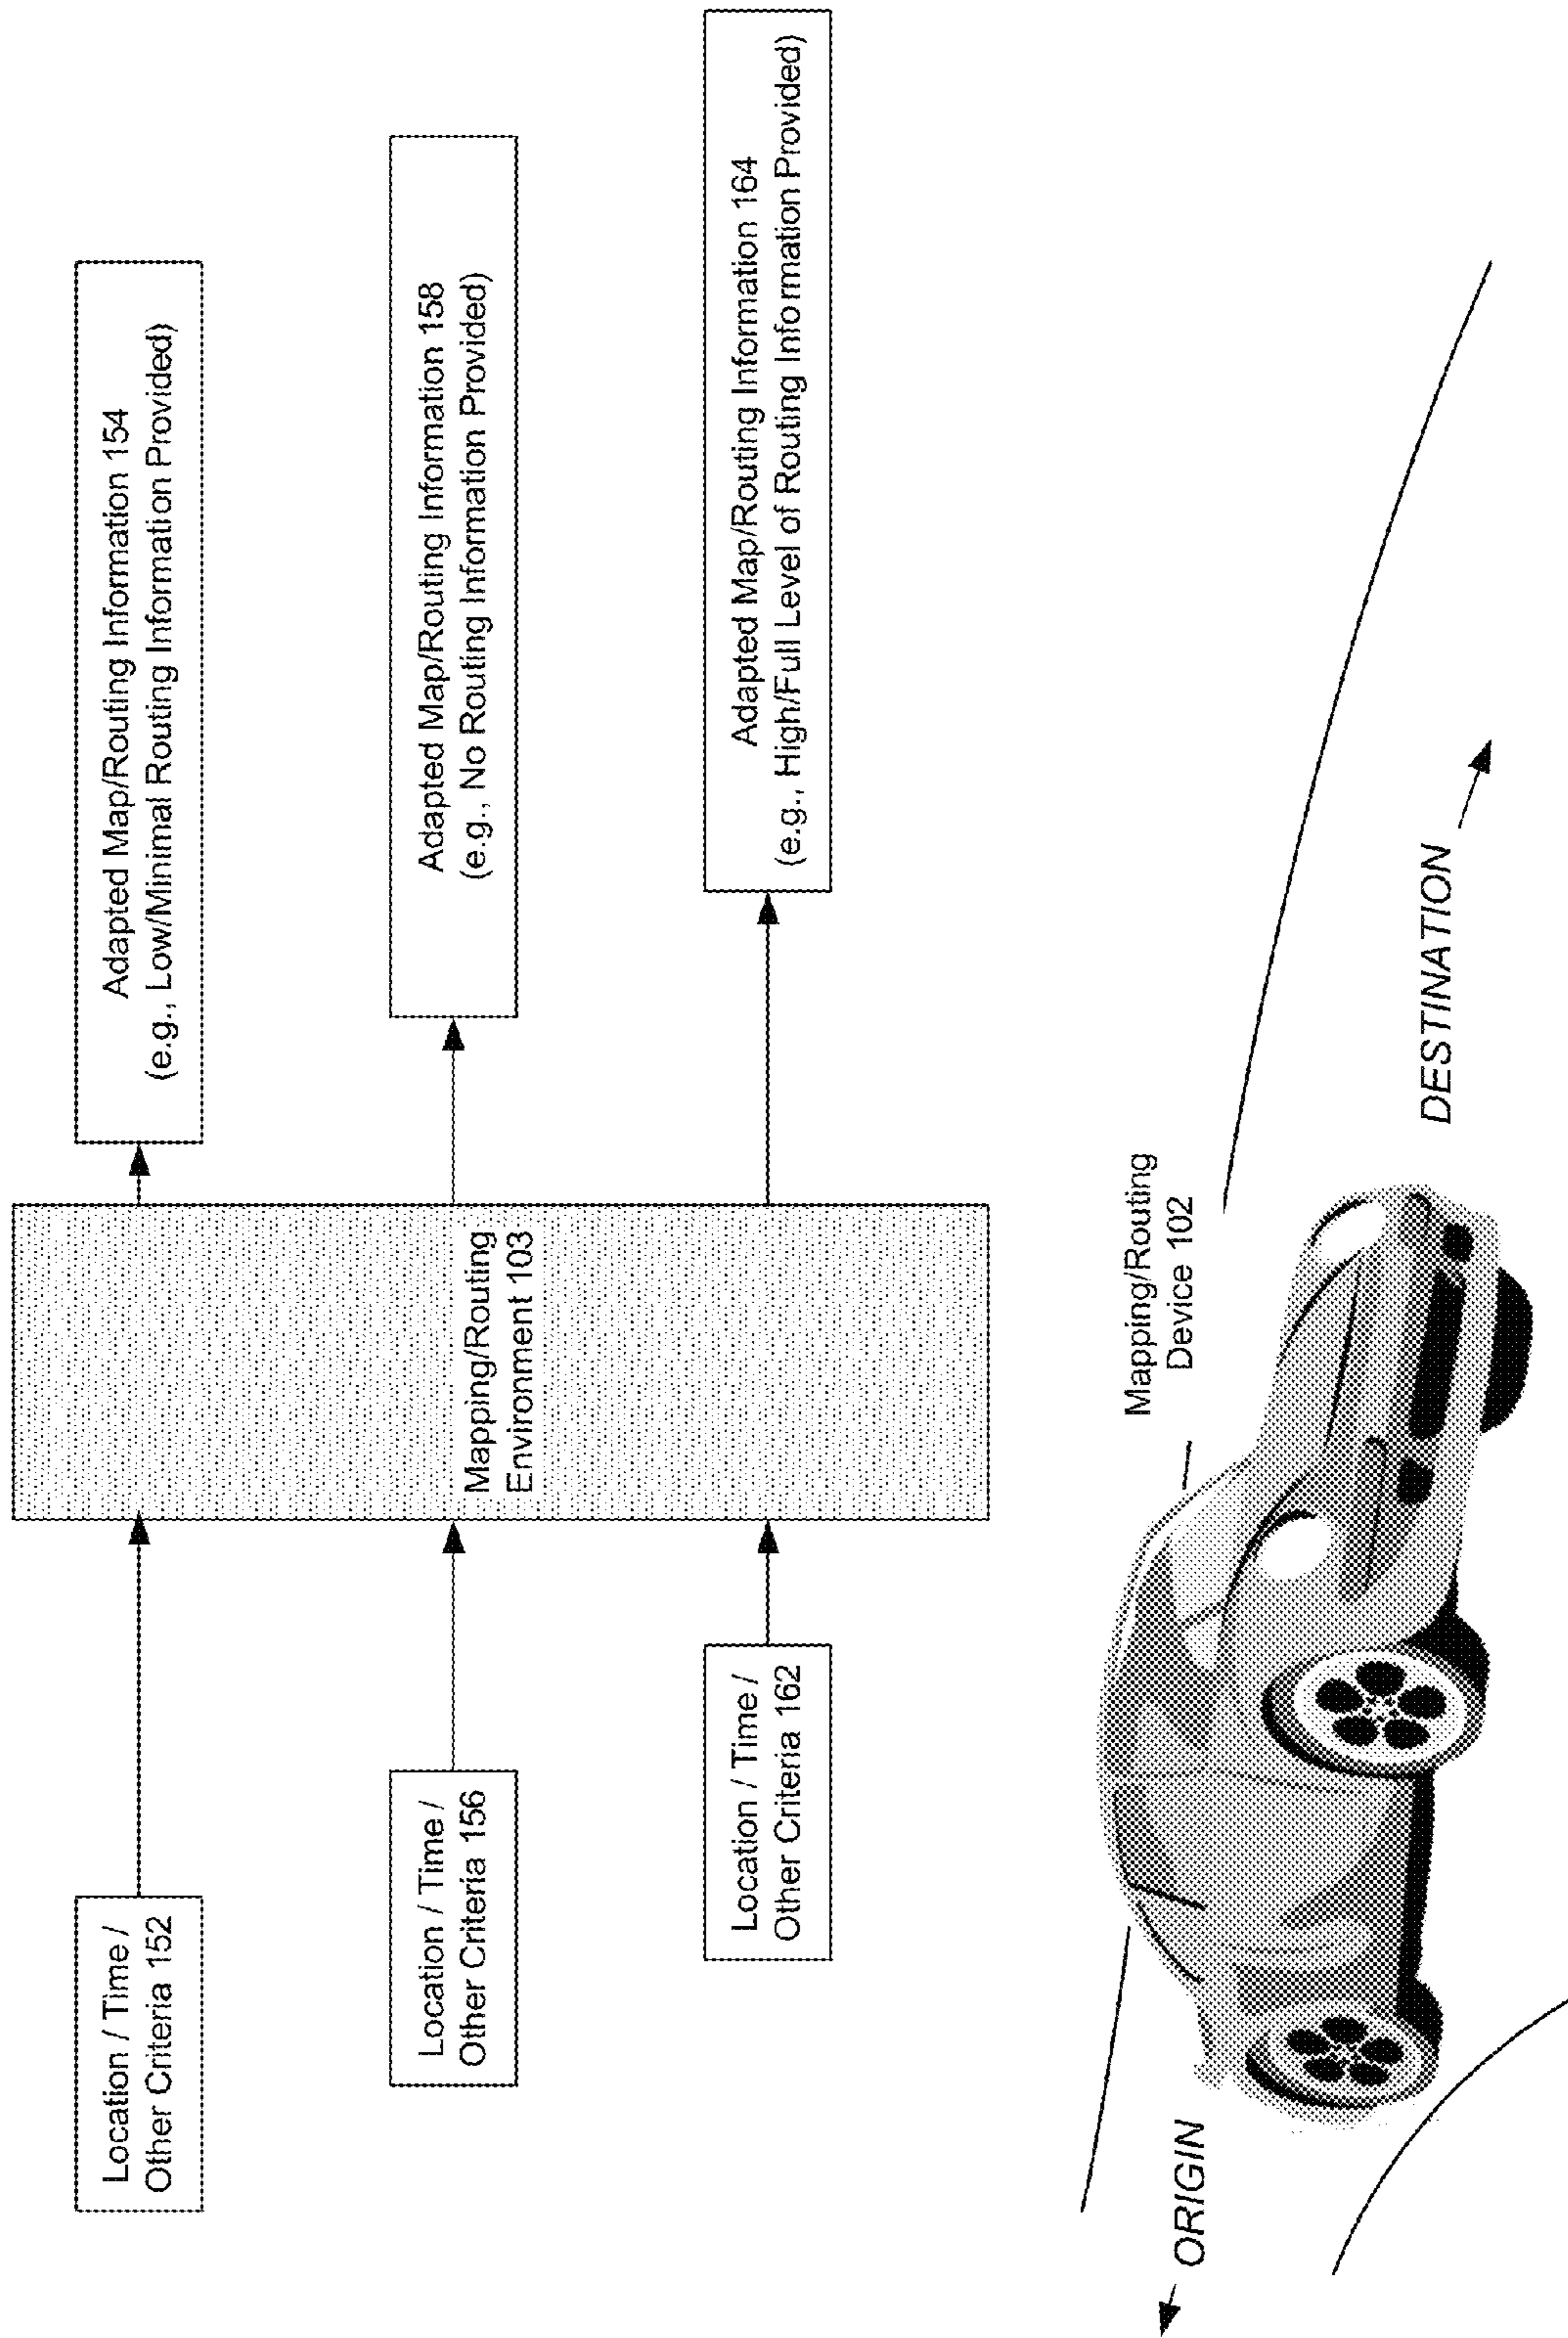 Location / Time /
Other Criteria 152
Adapted Map/Routing Information 154
(e.g., Low/Minimal Routing Information Provided)
Location / Time /
Other Criteria 156
Mapping/Routing
Environment 103
Adapted Map/Routing Information 158
(e.g., No Routing Information Provided)
Location / Time /
Other Criteria 162
Adapted Map/Routing Information 164
(e.g., High/Full Level of Routing Information Provided)
Mapping/Routing
Device 102
ORIGIN
DESTINATION